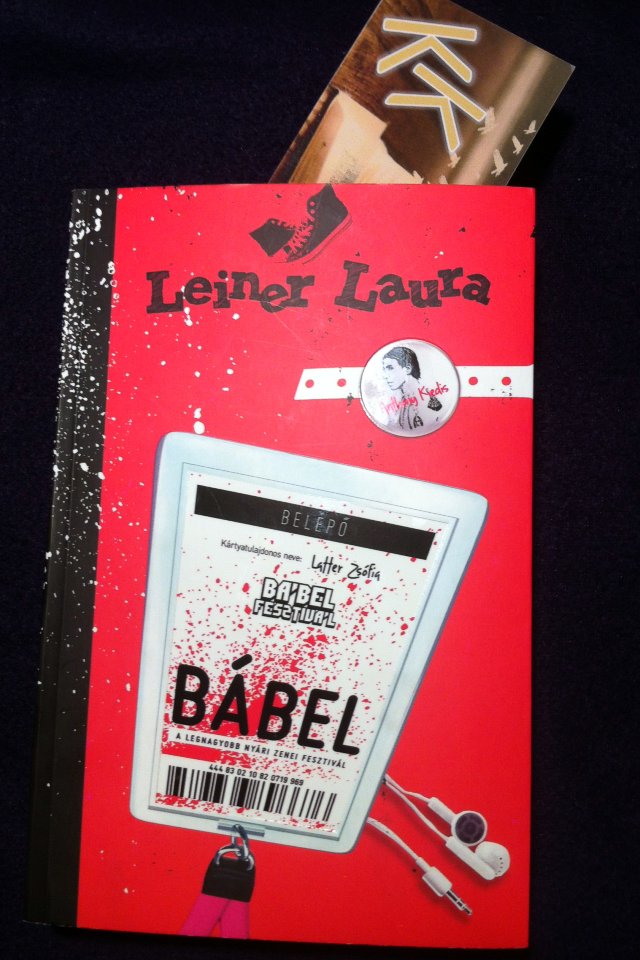 KK
Leiner Laura
Anthony Kiedis
BELÉPŐ
Kártyatulajdonos neve: Latter Zsófia
BÁBEL
FESZTIVÁL
BÁBEL
A LEGNAGYOBB NYÁRI ZENEI FESZTIVÁL
444 83 02 10 82 0719 969